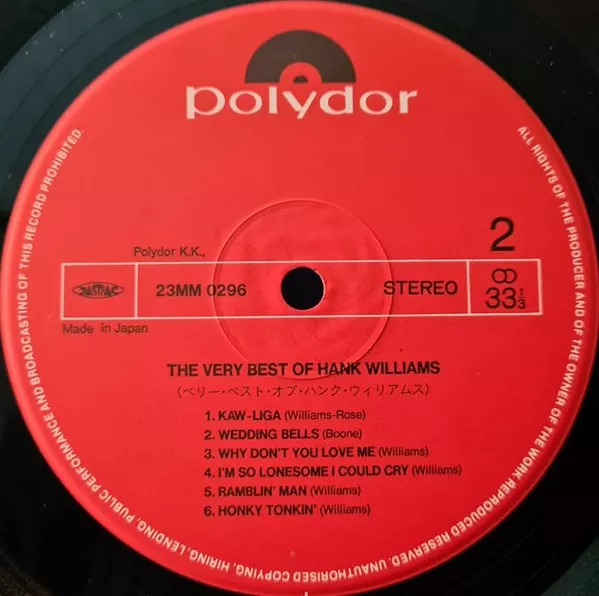 polydor
ALL RIGHTS OF THE PRODUCER AND OF THE OWNER OF THE WORK REPRODUCED RESERVED. UNAUTHORISED COPYING, HIRING, LENDING, PUBLIC PERFORMANCE AND BROADCASTING OF THIS RECORD PROHIBITED.
2
Polydor K.K.,
JASRAC
23MM 0296
STEREO
33 1/3
Made in Japan
THE VERY BEST OF HANK WILLIAMS
(ベリー・ベスト・オブ・ハンク・ウィリアムス)
1. KAW-LIGA (Williams-Rose)
2. WEDDING BELLS (Boone)
3. WHY DON'T YOU LOVE ME (Williams)
4. I'M SO LONESOME I COULD CRY (Williams)
5. RAMBLIN' MAN (Williams)
6. HONKY TONKIN' (Williams)